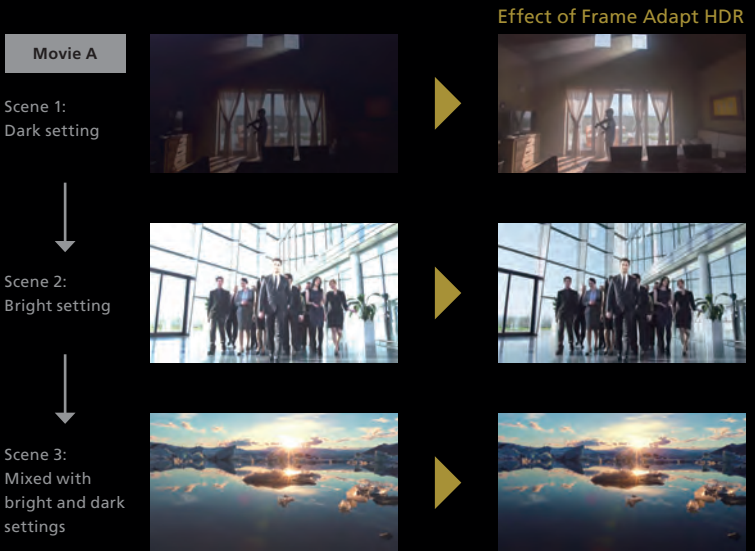 Effect of Frame Adapt HDR
Movie A
Scene 1:
Dark setting
Scene 2:
Bright setting
Scene 3:
Mixed with
bright and dark
settings